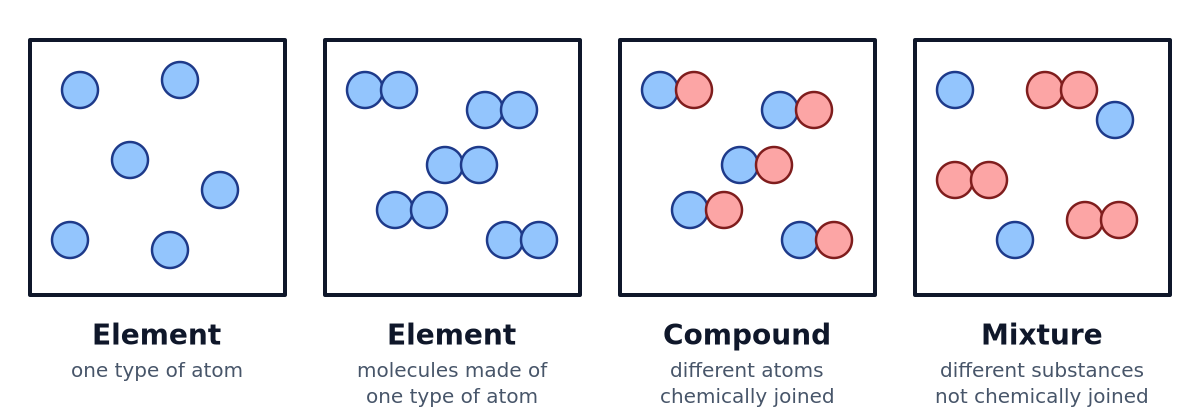 Element
one type of atom
Element
molecules made of
one type of atom
Compound
different atoms
chemically joined
Mixture
different substances
not chemically joined